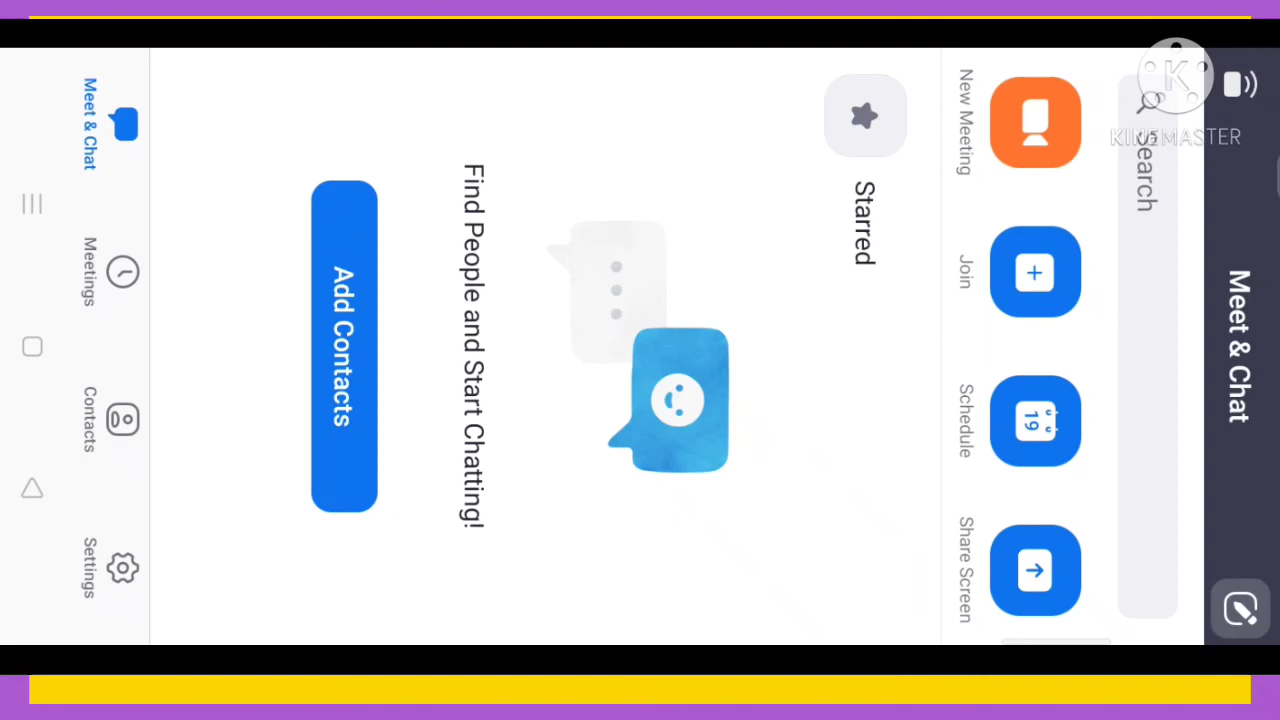 Meet & Chat
Search
New Meeting
Join
19
Schedule
Share Screen
Starred
Find People and Start Chatting!
Add Contacts
Meet & Chat
Meetings
Contacts
Settings
K
KINEMASTER